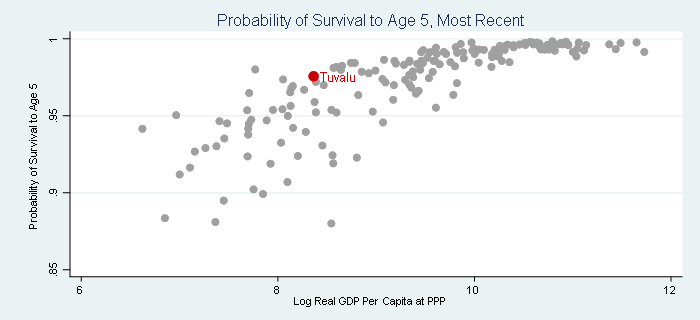 Probability of Survival to Age 5, Most Recent
Probability of Survival to Age 5
1
.95
.9
.85
Tuvalu
6
8
10
12
Log Real GDP Per Capita at PPP